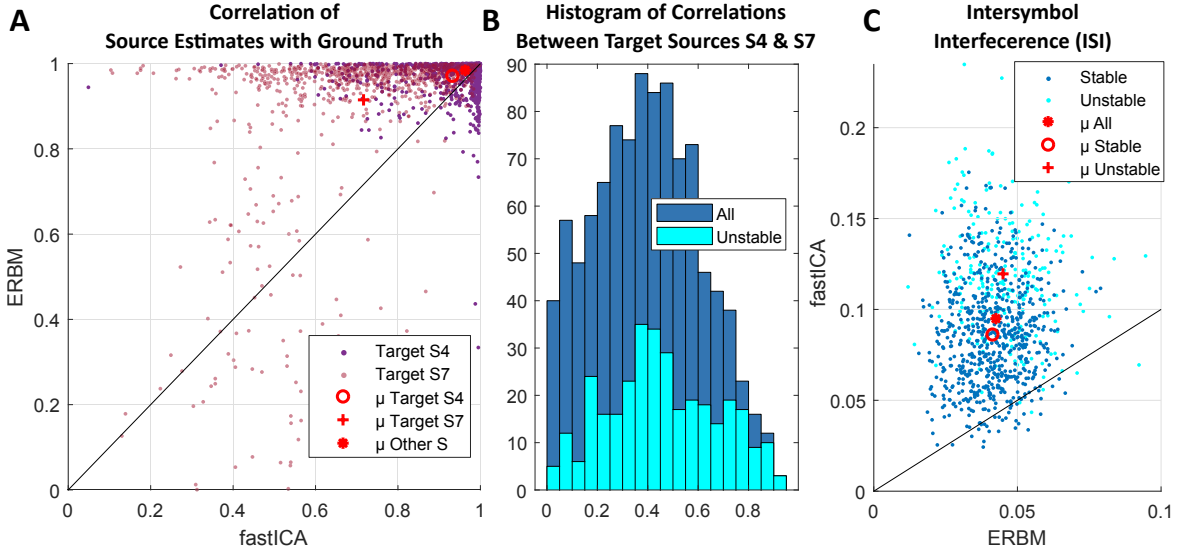 A
Correlation of
Source Estimates with Ground Truth
1
0.8
0.6
0.4
0.2
0
ERBM
0
0.2
0.4
0.6
0.8
1
fastICA
Target S4
Target S7
μ Target S4
μ Target S7
μ Other S
B
Histogram of Correlations
Between Target Sources S4 & S7
90
80
70
60
50
40
30
20
10
0
0
0.2
0.4
0.6
0.8
All
Unstable
C
Intersymbol
Interfecerence (ISI)
0.2
0.15
0.1
0.05
0
fastICA
0
0.05
0.1
ERBM
Stable
Unstable
μ All
μ Stable
μ Unstable